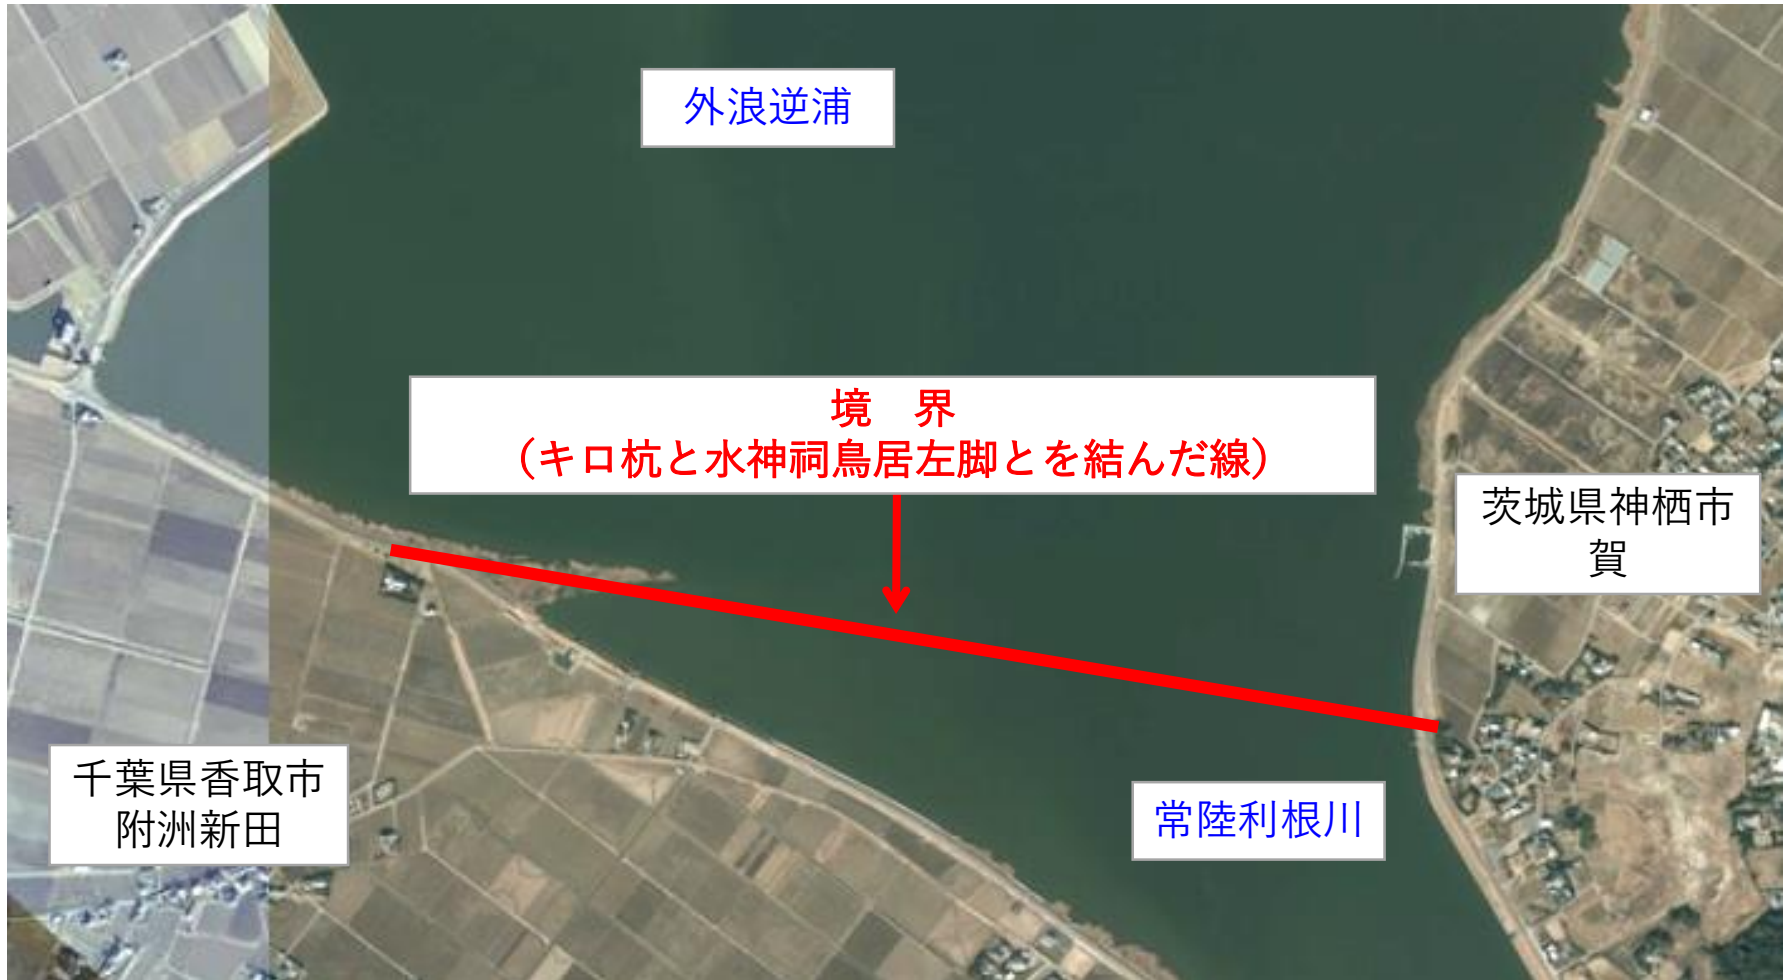 外浪逆浦
境　界
（キロ杭と水神祠鳥居左脚とを結んだ線）
茨城県神栖市
賀
千葉県香取市
附洲新田
常陸利根川